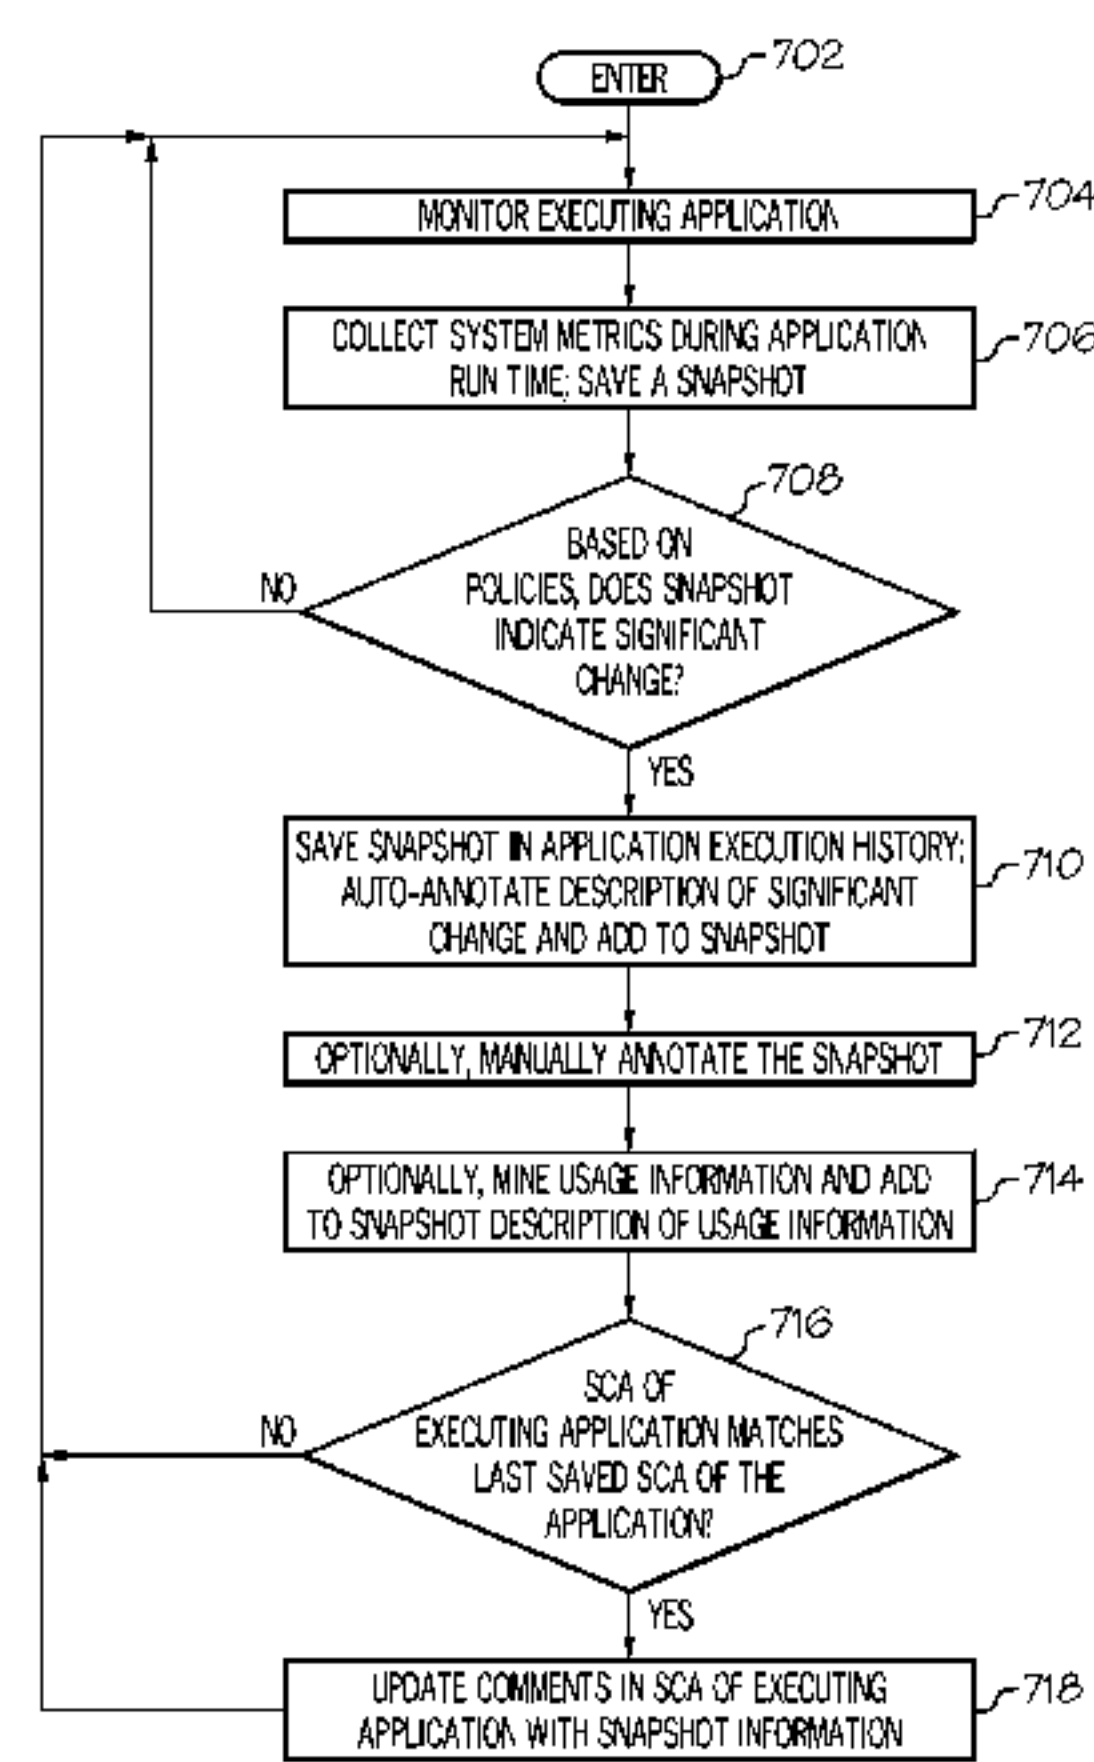 ENTER
702
MONITOR EXECUTING APPLICATION
704
COLLECT SYSTEM METRICS DURING APPLICATION
RUN TIME; SAVE A SNAPSHOT
706
708
BASED ON
POLICIES, DOES SNAPSHOT
INDICATE SIGNIFICANT
CHANGE?
NO
YES
SAVE SNAPSHOT IN APPLICATION EXECUTION HISTORY;
AUTO-ANNOTATE DESCRIPTION OF SIGNIFICANT
CHANGE AND ADD TO SNAPSHOT
710
OPTIONALLY, MANUALLY ANNOTATE THE SNAPSHOT
712
OPTIONALLY, MINE USAGE INFORMATION AND ADD
TO SNAPSHOT DESCRIPTION OF USAGE INFORMATION
714
716
SCA OF
EXECUTING APPLICATION MATCHES
LAST SAVED SCA OF THE
APPLICATION?
NO
YES
UPDATE COMMENTS IN SCA OF EXECUTING
APPLICATION WITH SNAPSHOT INFORMATION
718